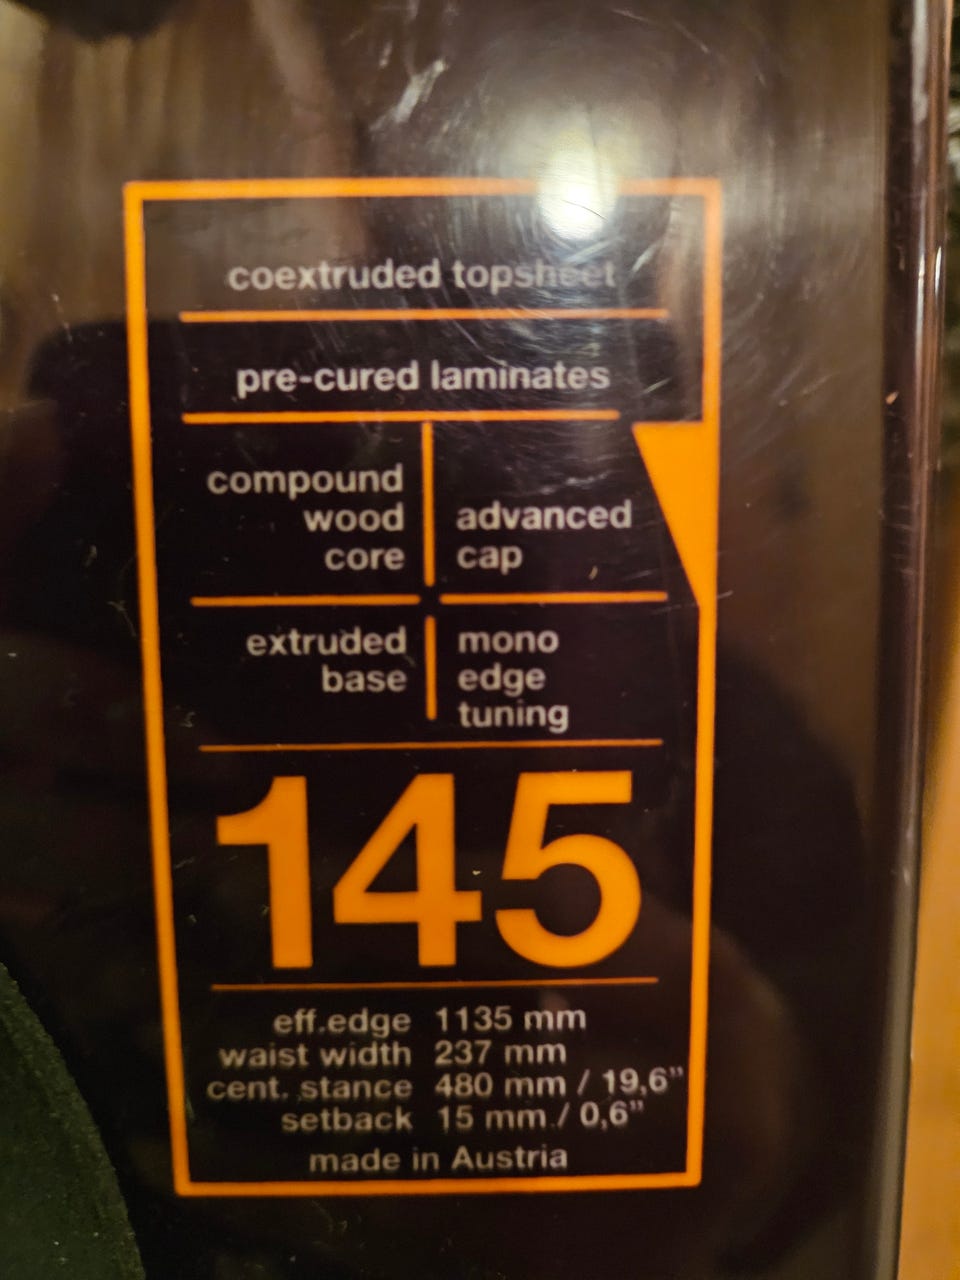 coextruded topsheet
pre-cured laminates
compound
wood
core
advanced
cap
extruded
base
mono
edge
tuning
145
eff.edge 1135 mm
waist width 237 mm
cent. stance 480 mm / 19,6"
setback 15 mm / 0,6"
made in Austria